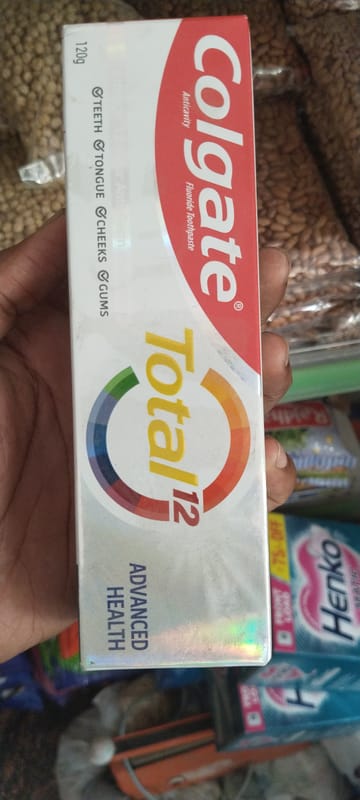 Colgate®
Anticavity Fluoride Toothpaste
Total 12
ADVANCED
HEALTH
TEETH TONGUE CHEEKS GUMS
120g
Henko